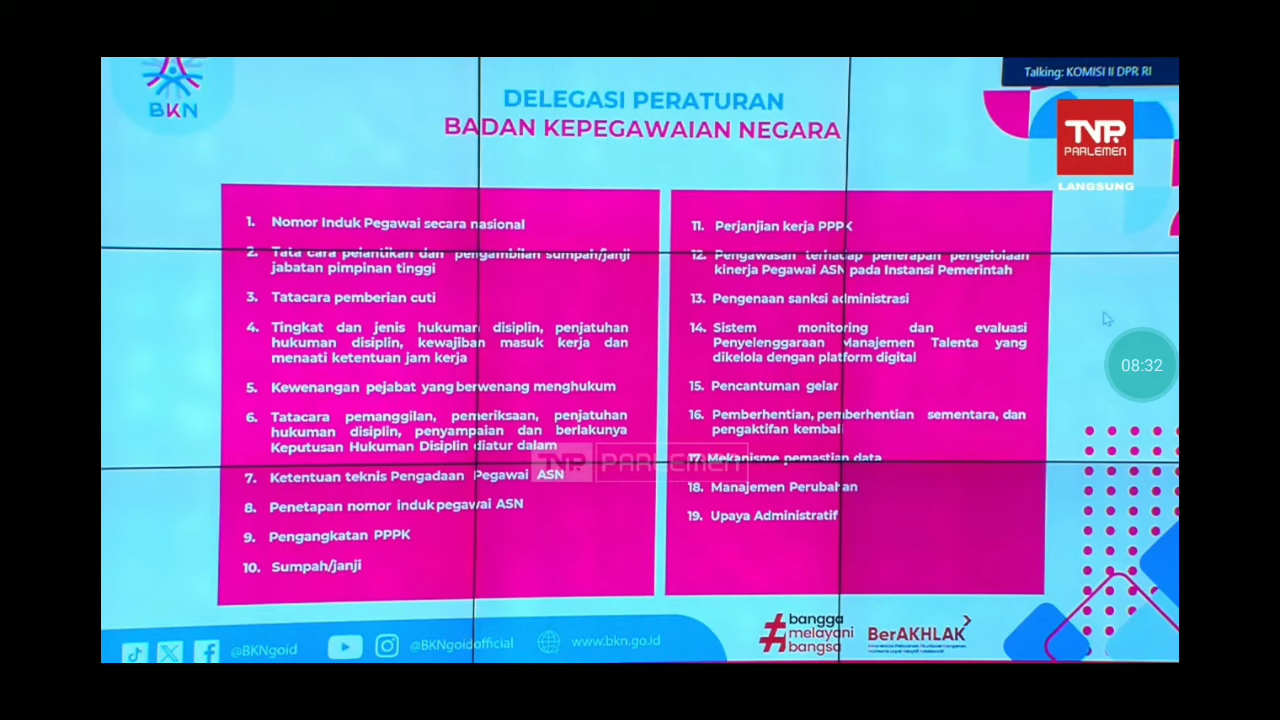 BKN
Talking: KOMISI II DPR RI
DELEGASI PERATURAN
BADAN KEPEGAWAIAN NEGARA
TVP
PARLEMEN
LANGSUNG
1. Nomor Induk Pegawai secara nasional
2. Tata cara pelantikan dan pengambilan sumpah/janji
jabatan pimpinan tinggi
3. Tatacara pemberian cuti
4. Tingkat dan jenis hukuman disiplin, penjatuhan
hukuman disiplin, kewajiban masuk kerja dan
menaati ketentuan jam kerja
5. Kewenangan pejabat yang berwenang menghukum
6. Tatacara pemanggilan, pemeriksaan, penjatuhan
hukuman disiplin, penyampaian dan berlakunya
Keputusan Hukuman Disiplin diatur dalam
7. Ketentuan teknis Pengadaan Pegawai ASN
8. Penetapan nomor induk pegawai ASN
9. Pengangkatan PPPK
10. Sumpah/janji
11. Perjanjian kerja PPPK
12. Pengawasan terhadap penerapan pengelolaan
kinerja Pegawai ASN pada Instansi Pemerintah
13. Pengenaan sanksi administrasi
14. Sistem monitoring dan evaluasi
Penyelenggaraan Manajemen Talenta yang
dikelola dengan platform digital
15. Pencantuman gelar
16. Pemberhentian, pemberhentian sementara, dan
pengaktifan kembali
17. Mekanisme pemastian data
18. Manajemen Perubahan
19. Upaya Administratif
TVP PARLEMEN
08:32
@BKNgoid
@BKNgoidofficial
www.bkn.go.id
#bangga
melayani
bangsa
BerAKHLAK